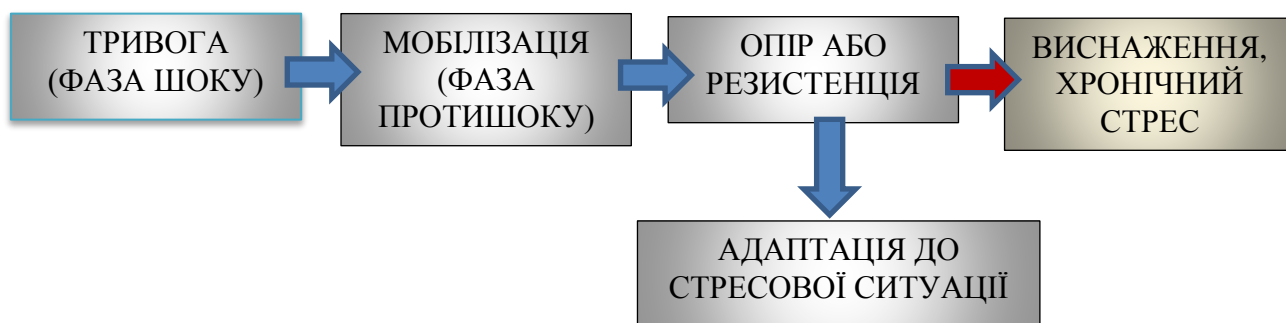 ТРИВОГА
(ФАЗА ШОКУ)
МОБІЛІЗАЦІЯ
(ФАЗА
ПРОТИШОКУ)
ОПІР АБО
РЕЗИСТЕНЦІЯ
ВИСНАЖЕННЯ,
ХРОНІЧНИЙ
СТРЕС
АДАПТАЦІЯ ДО
СТРЕСОВОЇ СИТУАЦІЇ